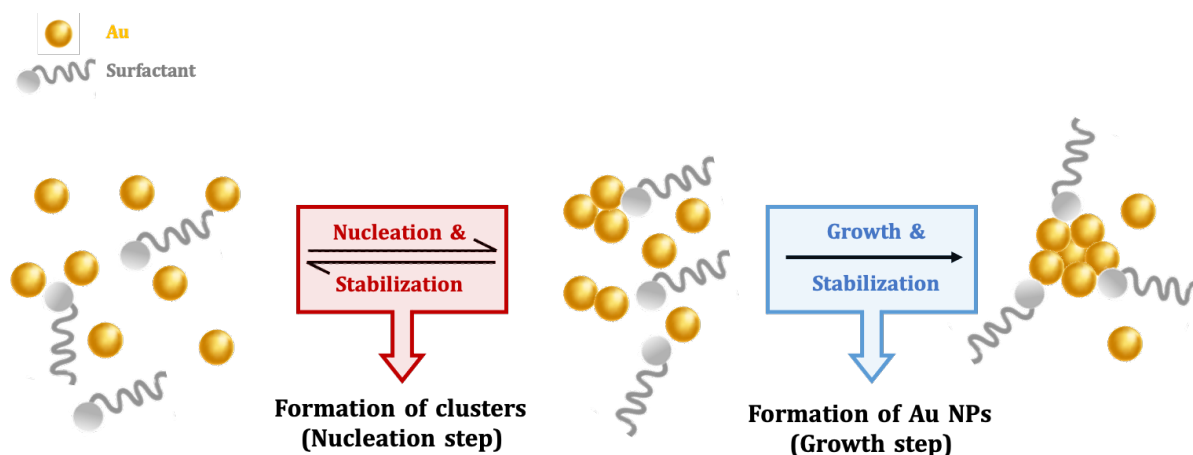 Au
Surfactant
Nucleation &
Stabilization
Growth &
Stabilization
Formation of clusters
(Nucleation step)
Formation of Au NPs
(Growth step)